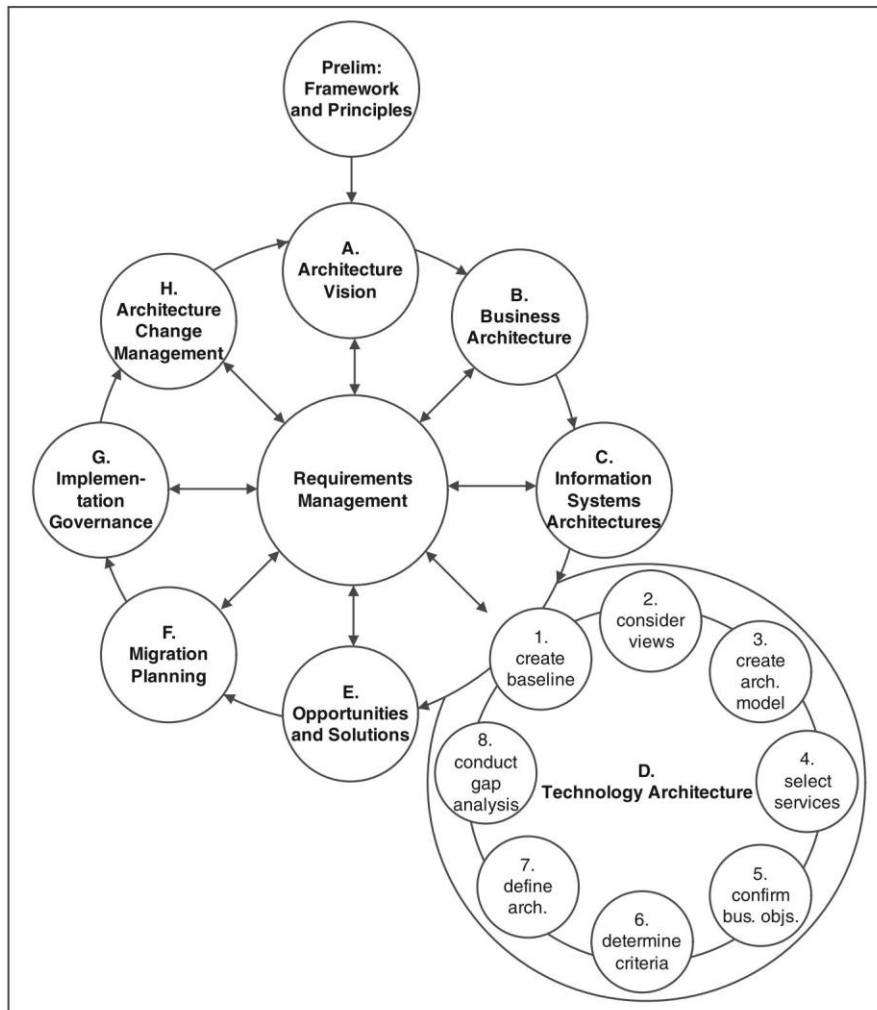 Prelim:
Framework
and Principles
A.
Architecture
Vision
H.
Architecture
Change
Management
B.
Business
Architecture
G.
Implemen-
tation
Governance
Requirements
Management
C.
Information
Systems
Architectures
F.
Migration
Planning
E.
Opportunities
and Solutions
1.
create
baseline
2.
consider
views
3.
create
arch.
model
8.
conduct
gap
analysis
D.
Technology Architecture
4.
select
services
7.
define
arch.
6.
determine
criteria
5.
confirm
bus. objs.